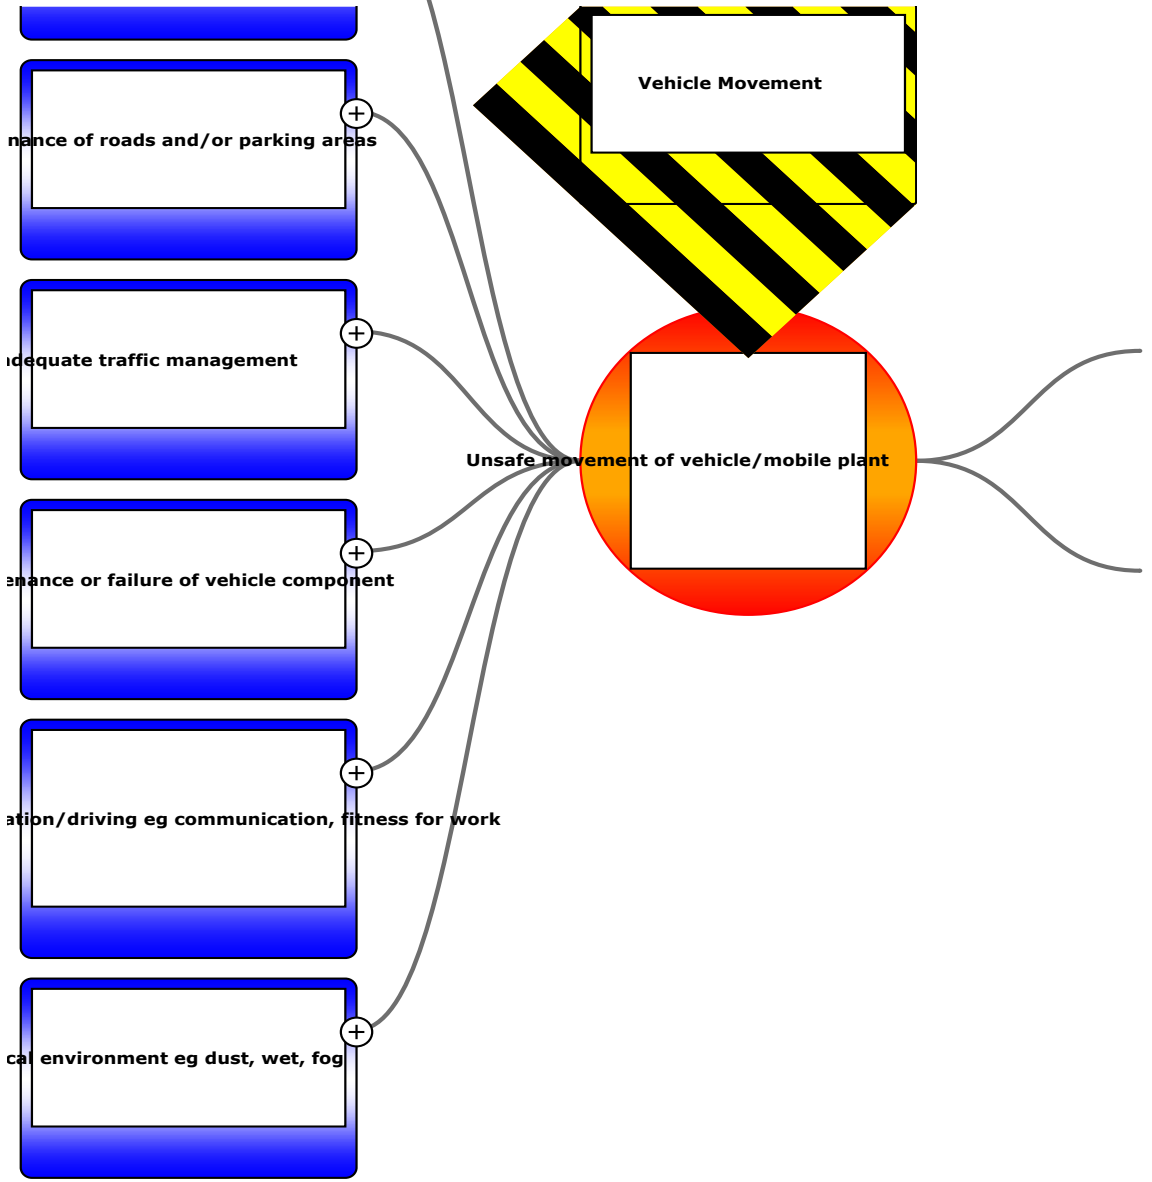 Vehicle Movement
nance of roads and/or parking areas
adequate traffic management
Unsafe movement of vehicle/mobile plant
enance or failure of vehicle component
ation/driving eg communication, fitness for work
cal environment eg dust, wet, fog